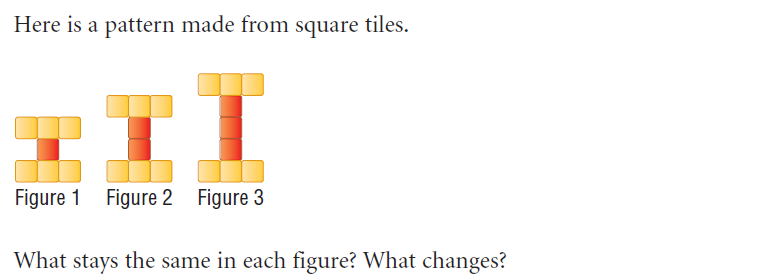 Here is a pattern made from square tiles.
Figure 1 Figure 2 Figure 3
What stays the same in each figure? What changes?